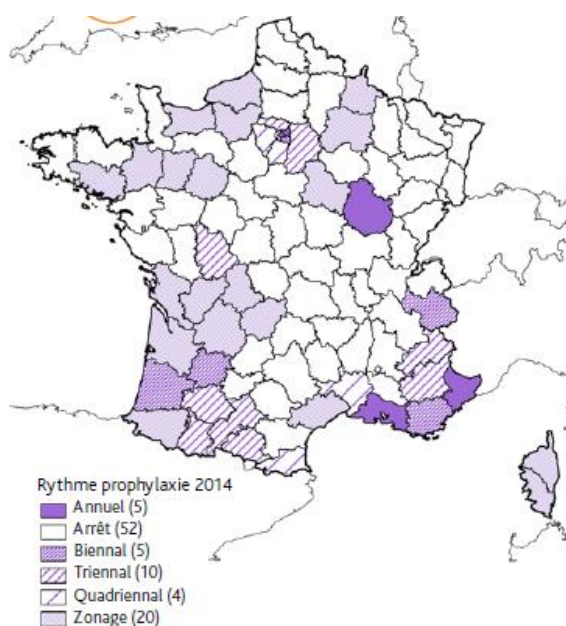 Rythme prophylaxie 2014
Annuel (5)
Arrêt (52)
Biennal (5)
Triennal (10)
Quadriennal (4)
Zonage (20)